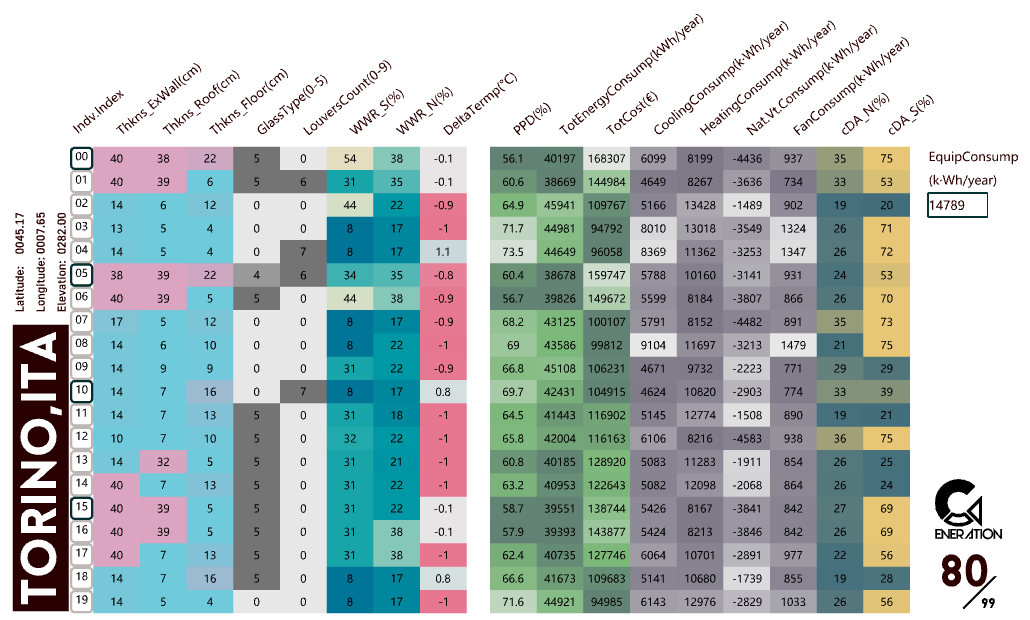 Indv.Index Thkns_ExWall(cm) Thkns_Roof(cm) Thkns_Floor(cm) GlassType(0-5) LouversCount(0-9) WWR_S(%) WWR_N(%) DeltaTermp(°C) PPD(%) TotEnergyConsump(kWh/year) TotCost(€) CoolingConsump(k·Wh/year) HeatingConsump(k·Wh/year) Nat.Vt.Consump(k·Wh/year) FanConsump(k·Wh/year) cDA_N(%) cDA_S(%)
00 40 38 22 5 0 54 38 -0.1 56.1 40197 168307 6099 8199 -4436 937 35 75
01 40 39 6 5 6 31 35 -0.1 60.6 38669 144984 4649 8267 -3636 734 33 53
02 14 6 12 0 0 44 22 -0.9 64.9 45941 109767 5166 13428 -1489 902 19 20
03 13 5 4 0 0 8 17 -1 71.7 44981 94792 8010 13018 -3549 1324 26 71
04 14 5 4 0 7 8 17 1.1 73.5 44649 96058 8369 11362 -3253 1347 26 72
05 38 39 22 4 6 34 35 -0.8 60.4 38678 159747 5788 10160 -3141 931 24 53
06 40 39 5 5 0 44 38 -0.9 56.7 39826 149672 5599 8184 -3807 866 26 70
07 17 5 12 0 0 8 17 -0.9 68.2 43125 100107 5791 8152 -4482 891 35 73
08 14 6 10 0 0 8 22 -1 69 43586 99812 9104 11697 -3213 1479 21 75
09 14 9 9 0 0 31 22 -0.9 66.8 45108 106231 4671 9732 -2223 771 29 29
10 14 7 16 0 7 8 17 0.8 69.7 42431 104915 4624 10820 -2903 774 33 39
11 14 7 13 5 0 31 18 -1 64.5 41443 116902 5145 12774 -1508 890 19 21
12 10 7 10 5 0 32 22 -1 65.8 42004 116163 6106 8216 -4583 938 36 75
13 14 32 5 5 0 31 21 -1 60.8 40185 128920 5083 11283 -1911 854 26 25
14 40 7 13 5 0 31 22 -1 63.2 40953 122643 5082 12098 -2068 864 26 24
15 40 39 5 5 0 31 22 -0.1 58.7 39551 138744 5426 8167 -3841 842 27 69
16 40 39 5 5 0 31 38 -0.1 57.9 39393 143877 5424 8213 -3846 842 26 69
17 40 7 13 5 0 31 38 -1 62.4 40735 127746 6064 10701 -2891 977 22 56
18 14 7 16 5 0 8 17 0.8 66.6 41673 109683 5141 10680 -1739 855 19 28
19 14 5 4 0 0 8 17 -1 71.6 44921 94985 6143 12976 -2829 1033 26 56
EquipConsump
(k·Wh/year)
14789
Latitude: 0045.17
Longitude: 0007.65
Elevation: 0282.00
TORINO,ITA
ENERATION
80/99